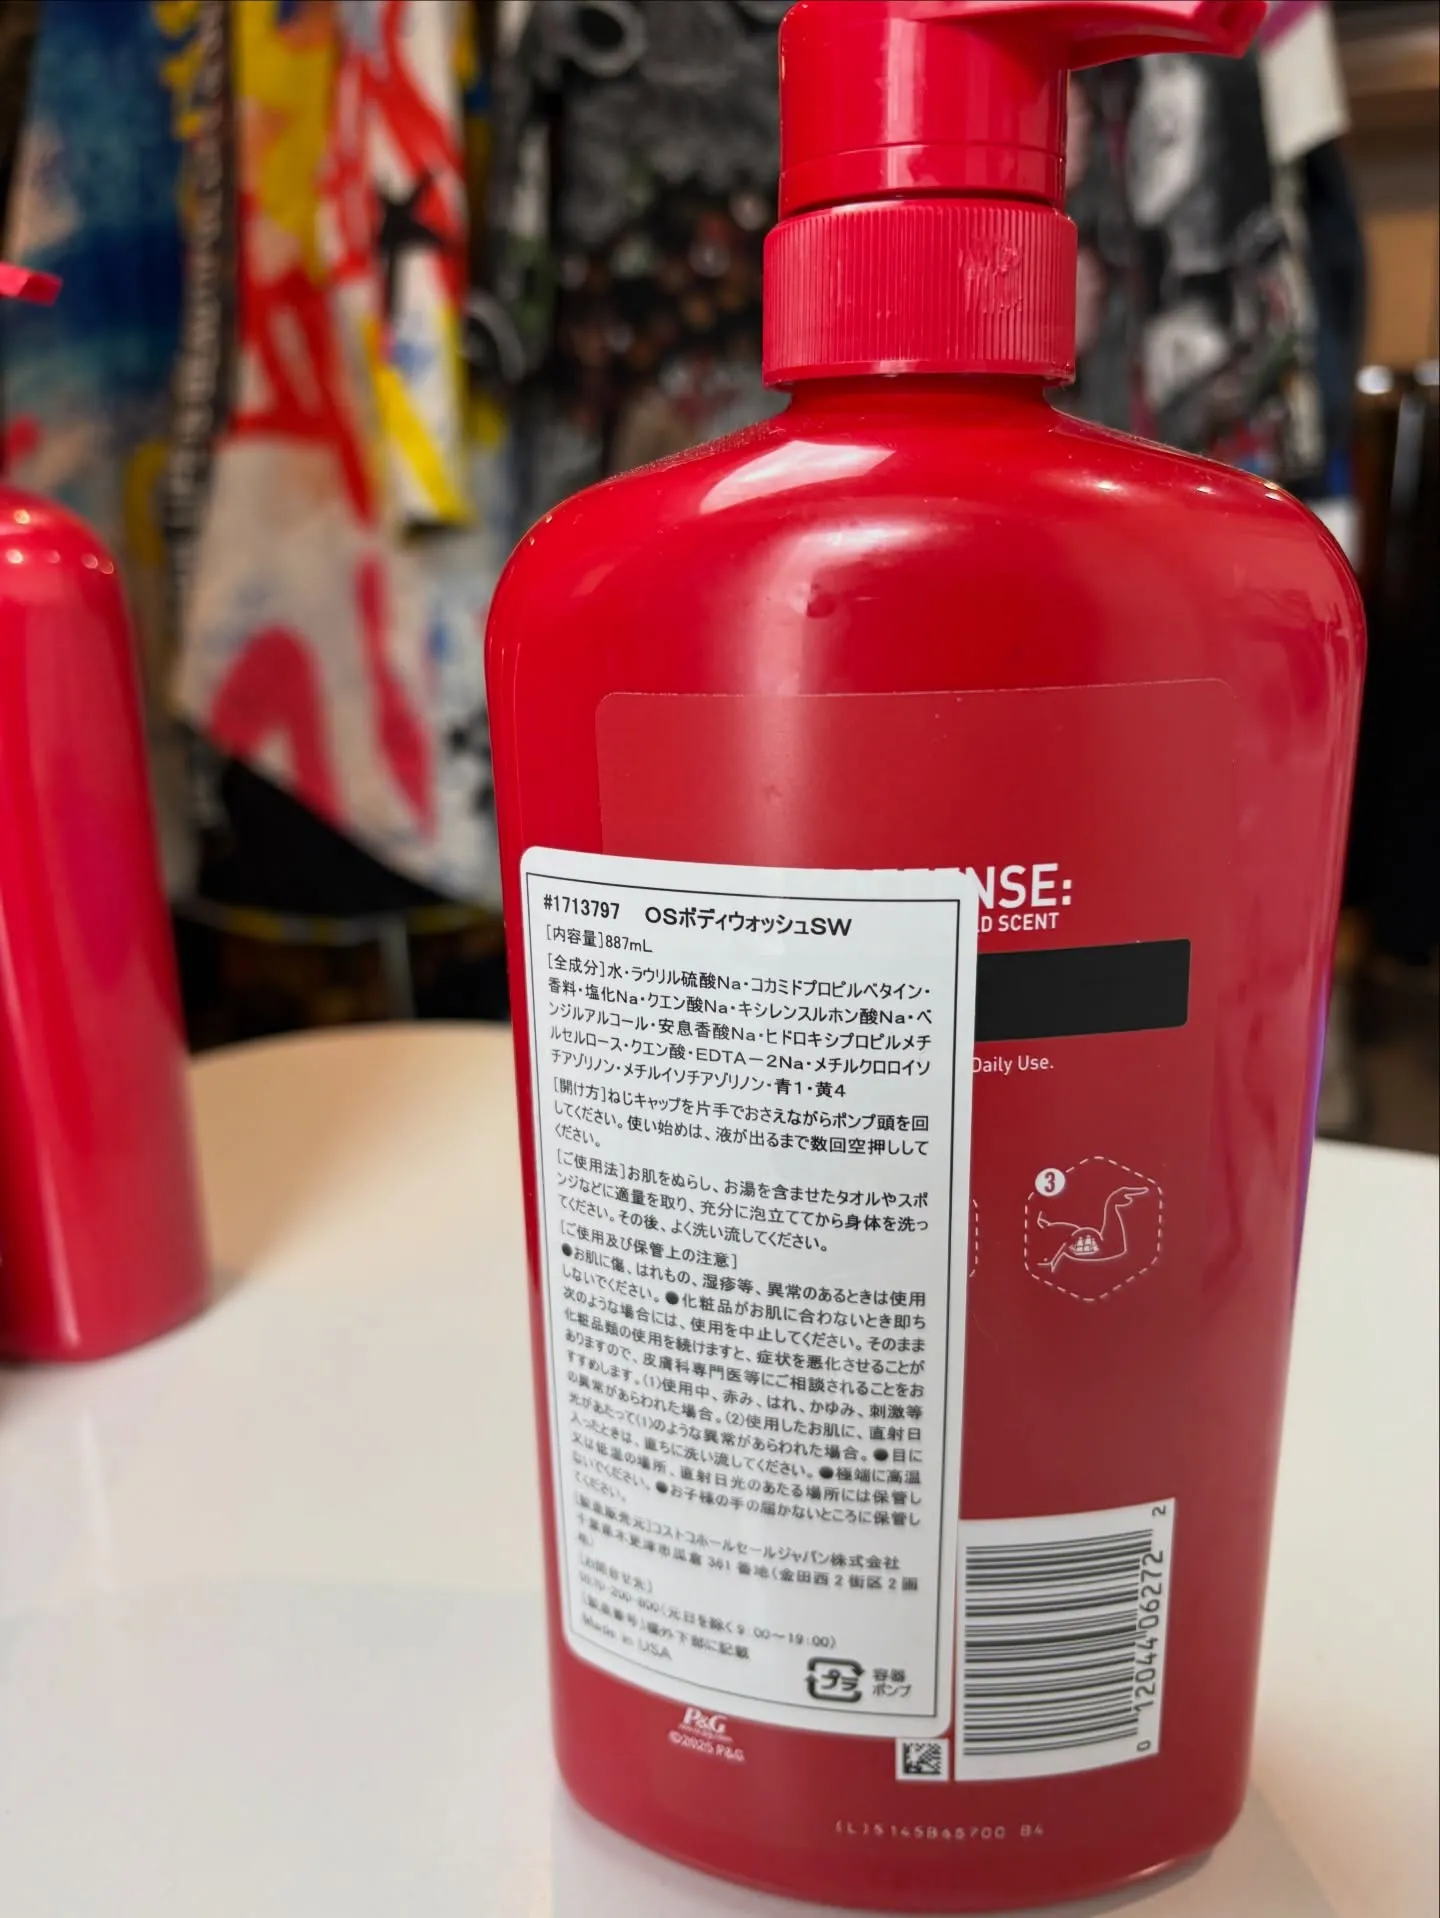 NSE:
LD SCENT
Daily Use.
3
#1713797 OSボディウォッシュSW
[内容量]887mL
[全成分]水・ラウリル硫酸Na・コカミドプロピルベタイン・
香料・塩化Na・クエン酸Na・キシレンスルホン酸Na・ベ
ンジルアルコール・安息香酸Na・ヒドロキシプロピルメチ
ルセルロース・クエン酸・EDTA－2Na・メチルクロロイソ
チアゾリノン・メチルイソチアゾリノン・青1・黄4
[開け方]ねじキャップを片手でおさえながらポンプ頭を回
してください。使い始めは、液が出るまで数回空押しして
ください。
[ご使用法]お肌をぬらし、お湯を含ませたタオルやスポ
ンジなどに適量を取り、充分に泡立ててから身体を洗っ
てください。その後、よく洗い流してください。
[ご使用及び保管上の注意]
●お肌に傷、はれもの、湿疹等、異常のあるときは使用
しないでください。●化粧品がお肌に合わないとき即ち
次のような場合には、使用を中止してください。そのまま
化粧品類の使用を続けますと、症状を悪化させることが
ありますので、皮膚科専門医等にご相談されることをお
すすめします。(1)使用中、赤み、はれ、かゆみ、刺激等
の異常があらわれた場合。(2)使用したお肌に、直射日
光があたって(1)のような異常があらわれた場合。●目に
入ったときは、直ちに洗い流してください。●極端に高温
又は低温の場所、直射日光のあたる場所には保管し
ないでください。●お子様の手の届かないところに保管し
てください。
[製造販売元]コストコホールセールジャパン株式会社
千葉県木更津市瓜倉 361 番地(金田西 2 街区 2 画
地)
[お問合せ先]
(元日を除く 9:00～19:00)
[製造番号]欄外下部に記載
Made in USA
プラ
容器
ポンプ
P&G
©2025 P&G
0 12044 06272 2